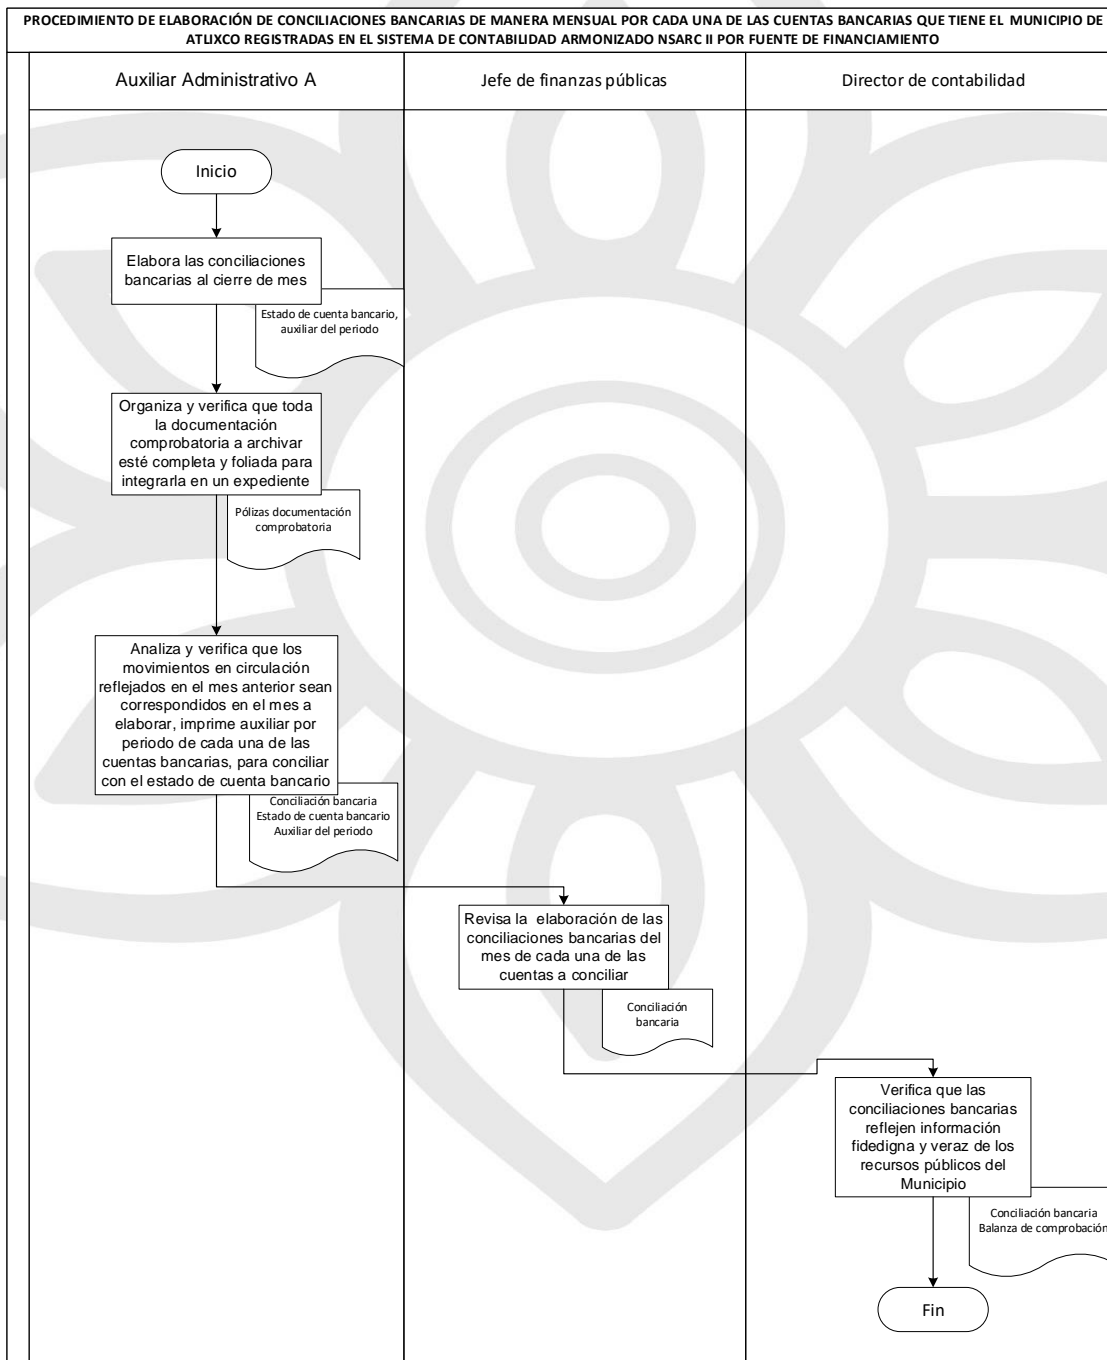 PROCEDIMIENTO DE ELABORACIÓN DE CONCILIACIONES BANCARIAS DE MANERA MENSUAL POR CADA UNA DE LAS CUENTAS BANCARIAS QUE TIENE EL MUNICIPIO DE
ATLIXCO REGISTRADAS EN EL SISTEMA DE CONTABILIDAD ARMONIZADO NSARC II POR FUENTE DE FINANCIAMIENTO
Auxiliar Administrativo A
Jefe de finanzas públicas
Director de contabilidad
Inicio
Elabora las conciliaciones
bancarias al cierre de mes
Estado de cuenta bancario,
auxiliar del periodo
Organiza y verifica que toda
la documentación
comprobatoria a archivar
esté completa y foliada para
integrarla en un expediente
Pólizas documentación
comprobatoria
Analiza y verifica que los
movimientos en circulación
reflejados en el mes anterior sean
correspondidos en el mes a
elaborar, imprime auxiliar por
periodo de cada una de las
cuentas bancarias, para conciliar
con el estado de cuenta bancario
Conciliación bancaria
Estado de cuenta bancario
Auxiliar del periodo
Revisa la elaboración de las
conciliaciones bancarias del
mes de cada una de las
cuentas a conciliar
Conciliación
bancaria
Verifica que las
conciliaciones bancarias
reflejen información
fidedigna y veraz de los
recursos públicos del
Municipio
Conciliación bancaria
Balanza de comprobación
Fin